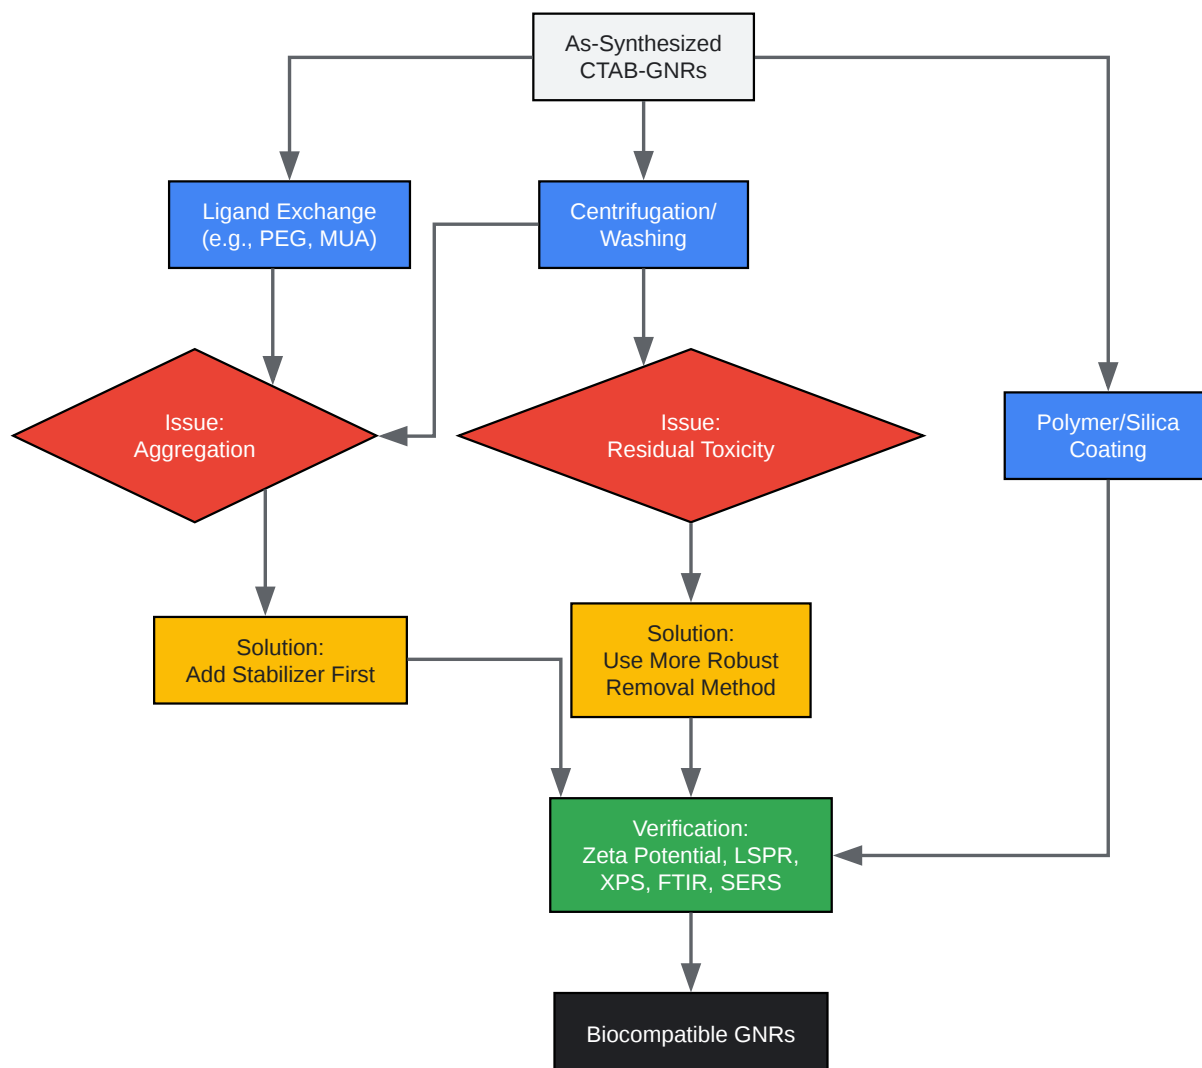 As-Synthesized
CTAB-GNRs
Ligand Exchange
(e.g., PEG, MUA)
Centrifugation/
Washing
Issue:
Aggregation
Issue:
Residual Toxicity
Polymer/Silica
Coating
Solution:
Add Stabilizer First
Solution:
Use More Robust
Removal Method
Verification:
Zeta Potential, LSPR,
XPS, FTIR, SERS
Biocompatible GNRs